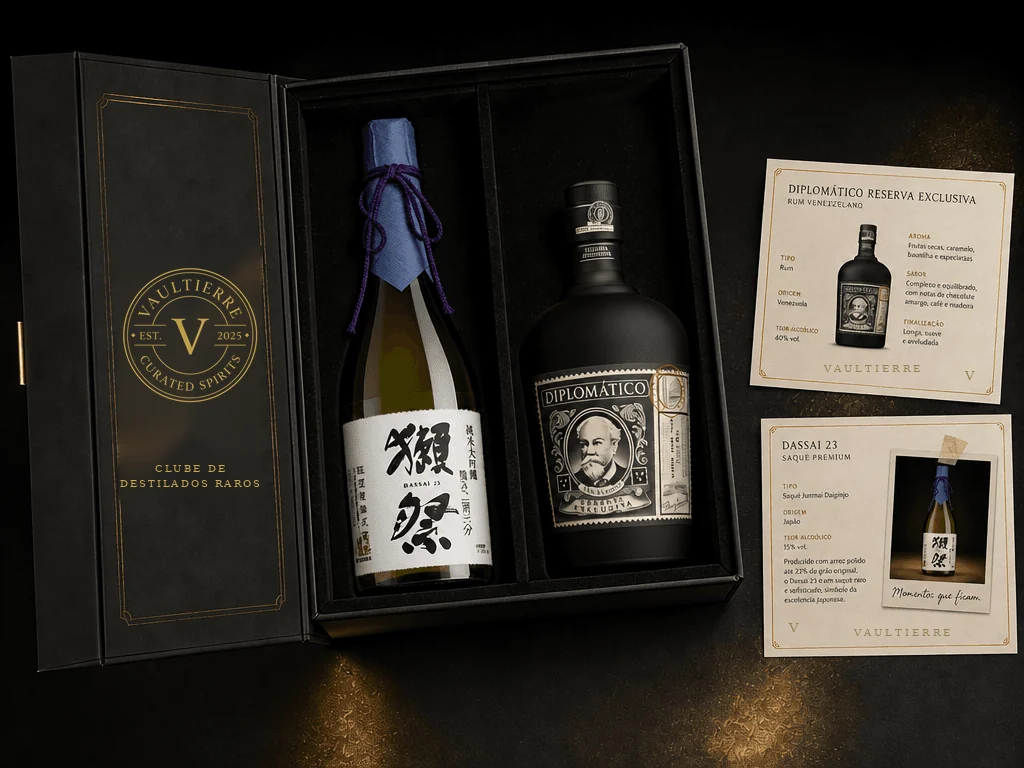 VAULTIERRE
EST.
V
2025
CURATED SPIRITS
CLUBE DE
DESTILADOS RAROS
獺
祭
DASSAI 23
DIPLOMÁTICO
DIPLOMÁTICO RESERVA EXCLUSIVA
RUM VENEZUELANO
TIPO
Rum
ORIGEM
Venezuela
TEOR ALCOÓLICO
40% vol.
AROMA
Frutas secas, caramelo,
baunilha e especiarias
SABOR
Complexo e equilibrado,
com notas de chocolate
amargo, café e madeira
FINALIZAÇÃO
Longa, suave
e aveludada
VAULTIERRE
V
DASSAI 23
SAQUE PREMIUM
TIPO
Saquê Junmai Daiginjo
ORIGEM
Japão
TEOR ALCOÓLICO
15% vol.
Produzido com arroz polido
até 23% do grão original,
o Dassai 23 é um saquê raro
e sofisticado, símbolo da
excelência japonesa.
獺
祭
Momentos que ficam
V
VAULTIERRE